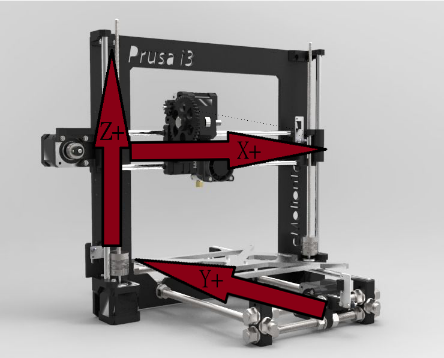 Prusa i3
Z+
X+
Y+